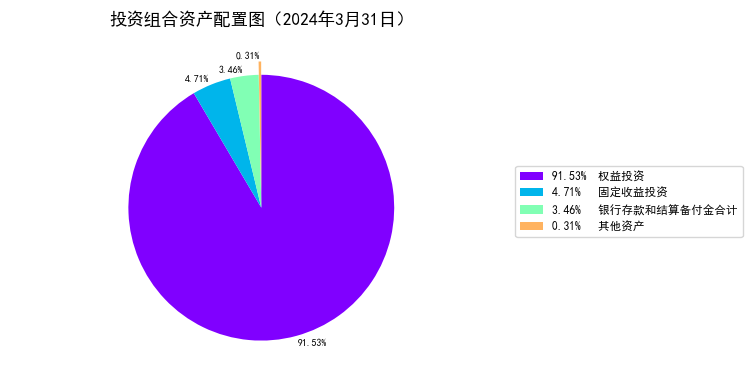 投资组合资产配置图（2024年3月31日）
0.31%
3.46%
4.71%
91.53%
91.53% 权益投资
4.71% 固定收益投资
3.46% 银行存款和结算备付金合计
0.31% 其他资产